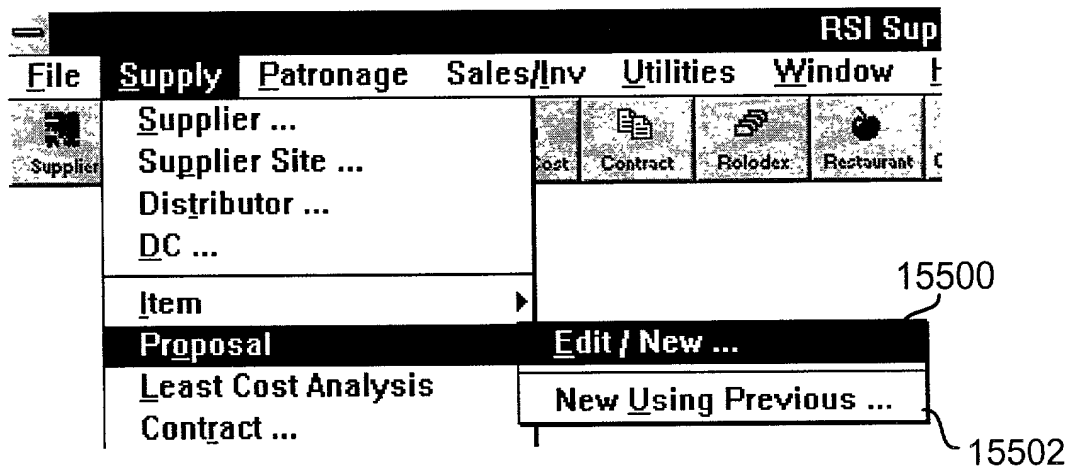 RSI Sup
File Supply Patronage Sales/Inv Utilities Window
Supplier Cost Contract Rolodex Restaurant
Supplier ...
Supplier Site ...
Distributor ...
DC ...
Item
Proposal
Least Cost Analysis
Contract ...
Edit / New ...
New Using Previous ...
15500
15502